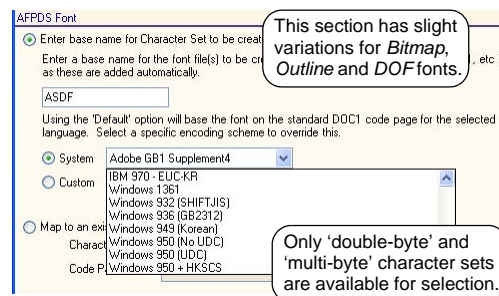 AFPDS Font
This section has slight
variations for Bitmap,
Outline and DOF fonts.
Enter base name for Character Set to be creat
Enter a base name for the font file(s) to be cr , etc
as these are added automatically.
ASDF
Using the 'Default' option will base the font on the standard DOC1 code page for the selected
language. Select a specific encoding scheme to override this.
System Adobe GB1 Supplement4
Custom
IBM 970 - EUC-KR
Windows 1361
Windows 932 (SHIFTJIS)
Windows 936 (GB2312)
Windows 949 (Korean)
Windows 950 (No UDC)
Windows 950 (UDC)
Windows 950 + HKSCS
Map to an exi
Charact
Code P
Only ‘double-byte’ and
‘multi-byte’ character sets
are available for selection.